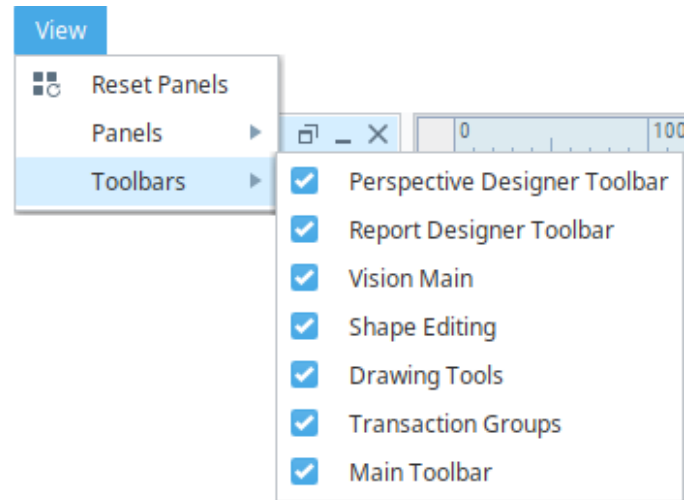 View
Reset Panels
Panels
0
100
Toolbars
Perspective Designer Toolbar
Report Designer Toolbar
Vision Main
Shape Editing
Drawing Tools
Transaction Groups
Main Toolbar